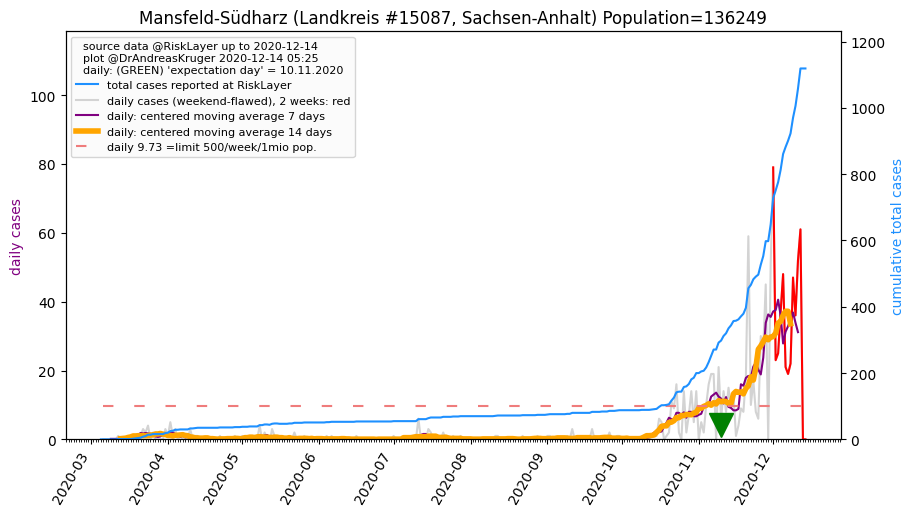 Mansfeld-Südharz (Landkreis #15087, Sachsen-Anhalt) Population=136249
source data @RiskLayer up to 2020-12-14
plot @DrAndreasKruger 2020-12-14 05:25
daily: (GREEN) 'expectation day' = 10.11.2020
total cases reported at RiskLayer
daily cases (weekend-flawed), 2 weeks: red
daily: centered moving average 7 days
daily: centered moving average 14 days
daily 9.73 =limit 500/week/1mio pop.
daily cases
100
80
60
40
20
0
1200
1000
800
600
400
200
0
cumulative total cases
2020-03
2020-04
2020-05
2020-06
2020-07
2020-08
2020-09
2020-10
2020-11
2020-12